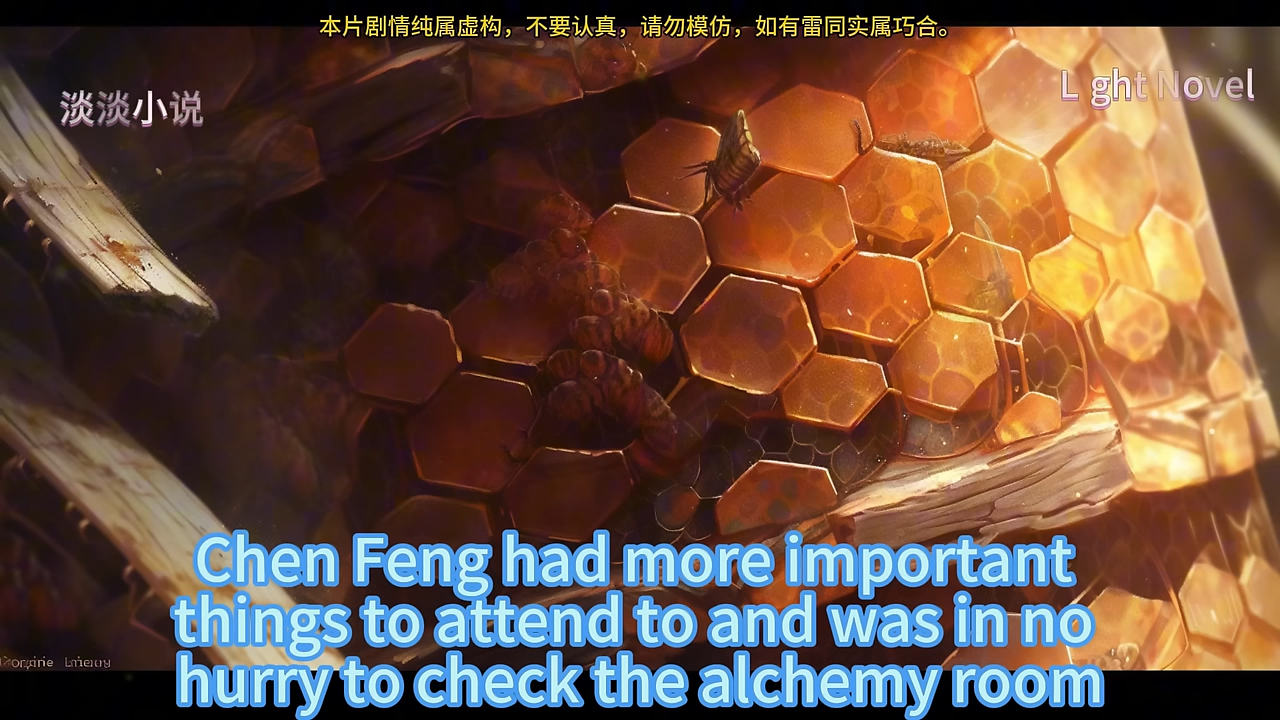 本片剧情纯属虚构，不要认真，请勿模仿，如有雷同实属巧合。
淡淡小说
L ght Novel
Chen Feng had more important
things to attend to and was in no
hurry to check the alchemy room